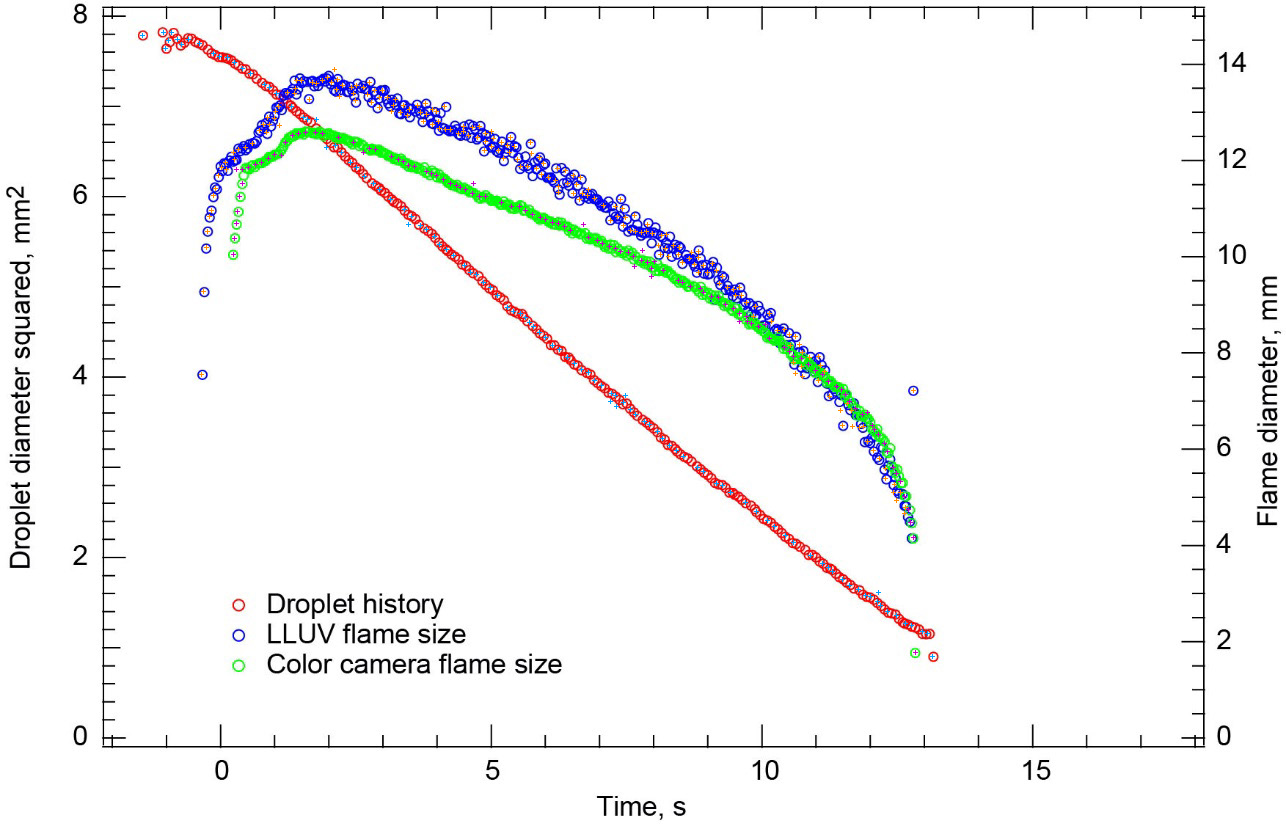 8
6
4
2
0
Droplet diameter squared, mm2
14
12
10
8
6
4
2
0
Flame diameter, mm
Droplet history
LLUV flame size
Color camera flame size
0 5 10 15
Time, s